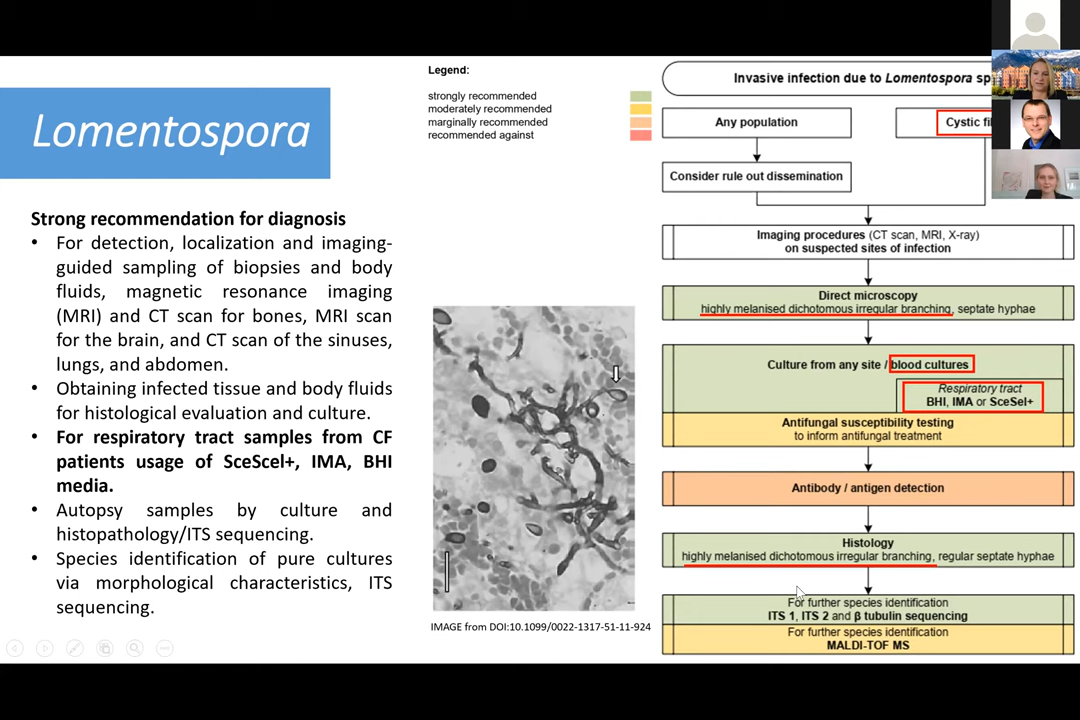 Lomentospora
Strong recommendation for diagnosis
• For detection, localization and imaging-
guided sampling of biopsies and body
fluids, magnetic resonance imaging
(MRI) and CT scan for bones, MRI scan
for the brain, and CT scan of the sinuses,
lungs, and abdomen.
• Obtaining infected tissue and body fluids
for histological evaluation and culture.
• For respiratory tract samples from CF
patients usage of SceScel+, IMA, BHI
media.
• Autopsy samples by culture and
histopathology/ITS sequencing.
• Species identification of pure cultures
via morphological characteristics, ITS
sequencing.
Legend:
strongly recommended
moderately recommended
marginally recommended
recommended against
IMAGE from DOI:10.1099/0022-1317-51-11-924
Invasive infection due to Lomentospora sp
Any population
Cystic fi
Consider rule out dissemination
Imaging procedures (CT scan, MRI, X-ray)
on suspected sites of infection
Direct microscopy
highly melanised dichotomous irregular branching, septate hyphae
Culture from any site / blood cultures
Respiratory tract
BHI, IMA or SceSel+
Antifungal susceptibility testing
to inform antifungal treatment
Antibody / antigen detection
Histology
highly melanised dichotomous irregular branching, regular septate hyphae
For further species identification
ITS 1, ITS 2 and β tubulin sequencing
For further species identification
MALDI-TOF MS